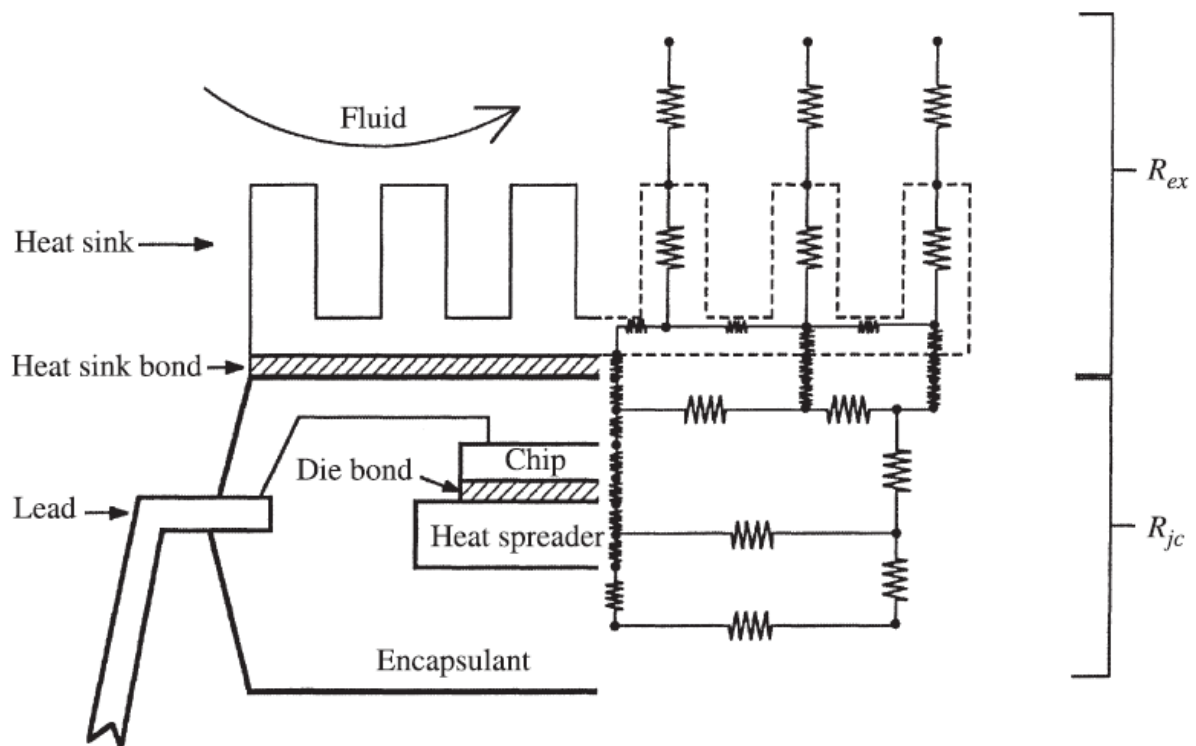 Fluid
Heat sink
R_ex
Heat sink bond
Chip
Die bond
Lead
Heat spreader
R_jc
Encapsulant